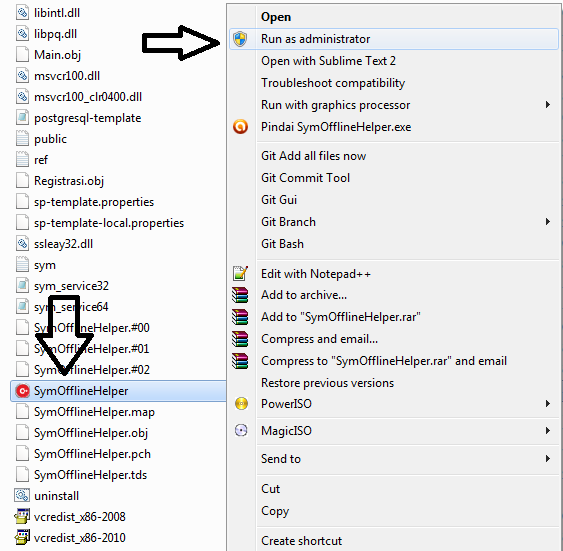 libintl.dll
libpq.dll
Main.obj
msvcr100.dll
msvcr100_clr0400.dll
postgresql-template
public
ref
Registrasi.obj
sp-template.properties
sp-template-local.properties
ssleay32.dll
sym
sym_service32
sym_service64
SymOfflineHelper.#00
SymOfflineHelper.#01
SymOfflineHelper.#02
SymOfflineHelper
SymOfflineHelper.map
SymOfflineHelper.obj
SymOfflineHelper.pch
SymOfflineHelper.tds
uninstall
vcredist_x86-2008
vcredist_x86-2010
Open
Run as administrator
Open with Sublime Text 2
Troubleshoot compatibility
Run with graphics processor
Pindai SymOfflineHelper.exe
Git Add all files now
Git Commit Tool
Git Gui
Git Branch
Git Bash
Edit with Notepad++
Add to archive...
Add to "SymOfflineHelper.rar"
Compress and email...
Compress to "SymOfflineHelper.rar" and email
Restore previous versions
PowerISO
MagicISO
Send to
Cut
Copy
Create shortcut